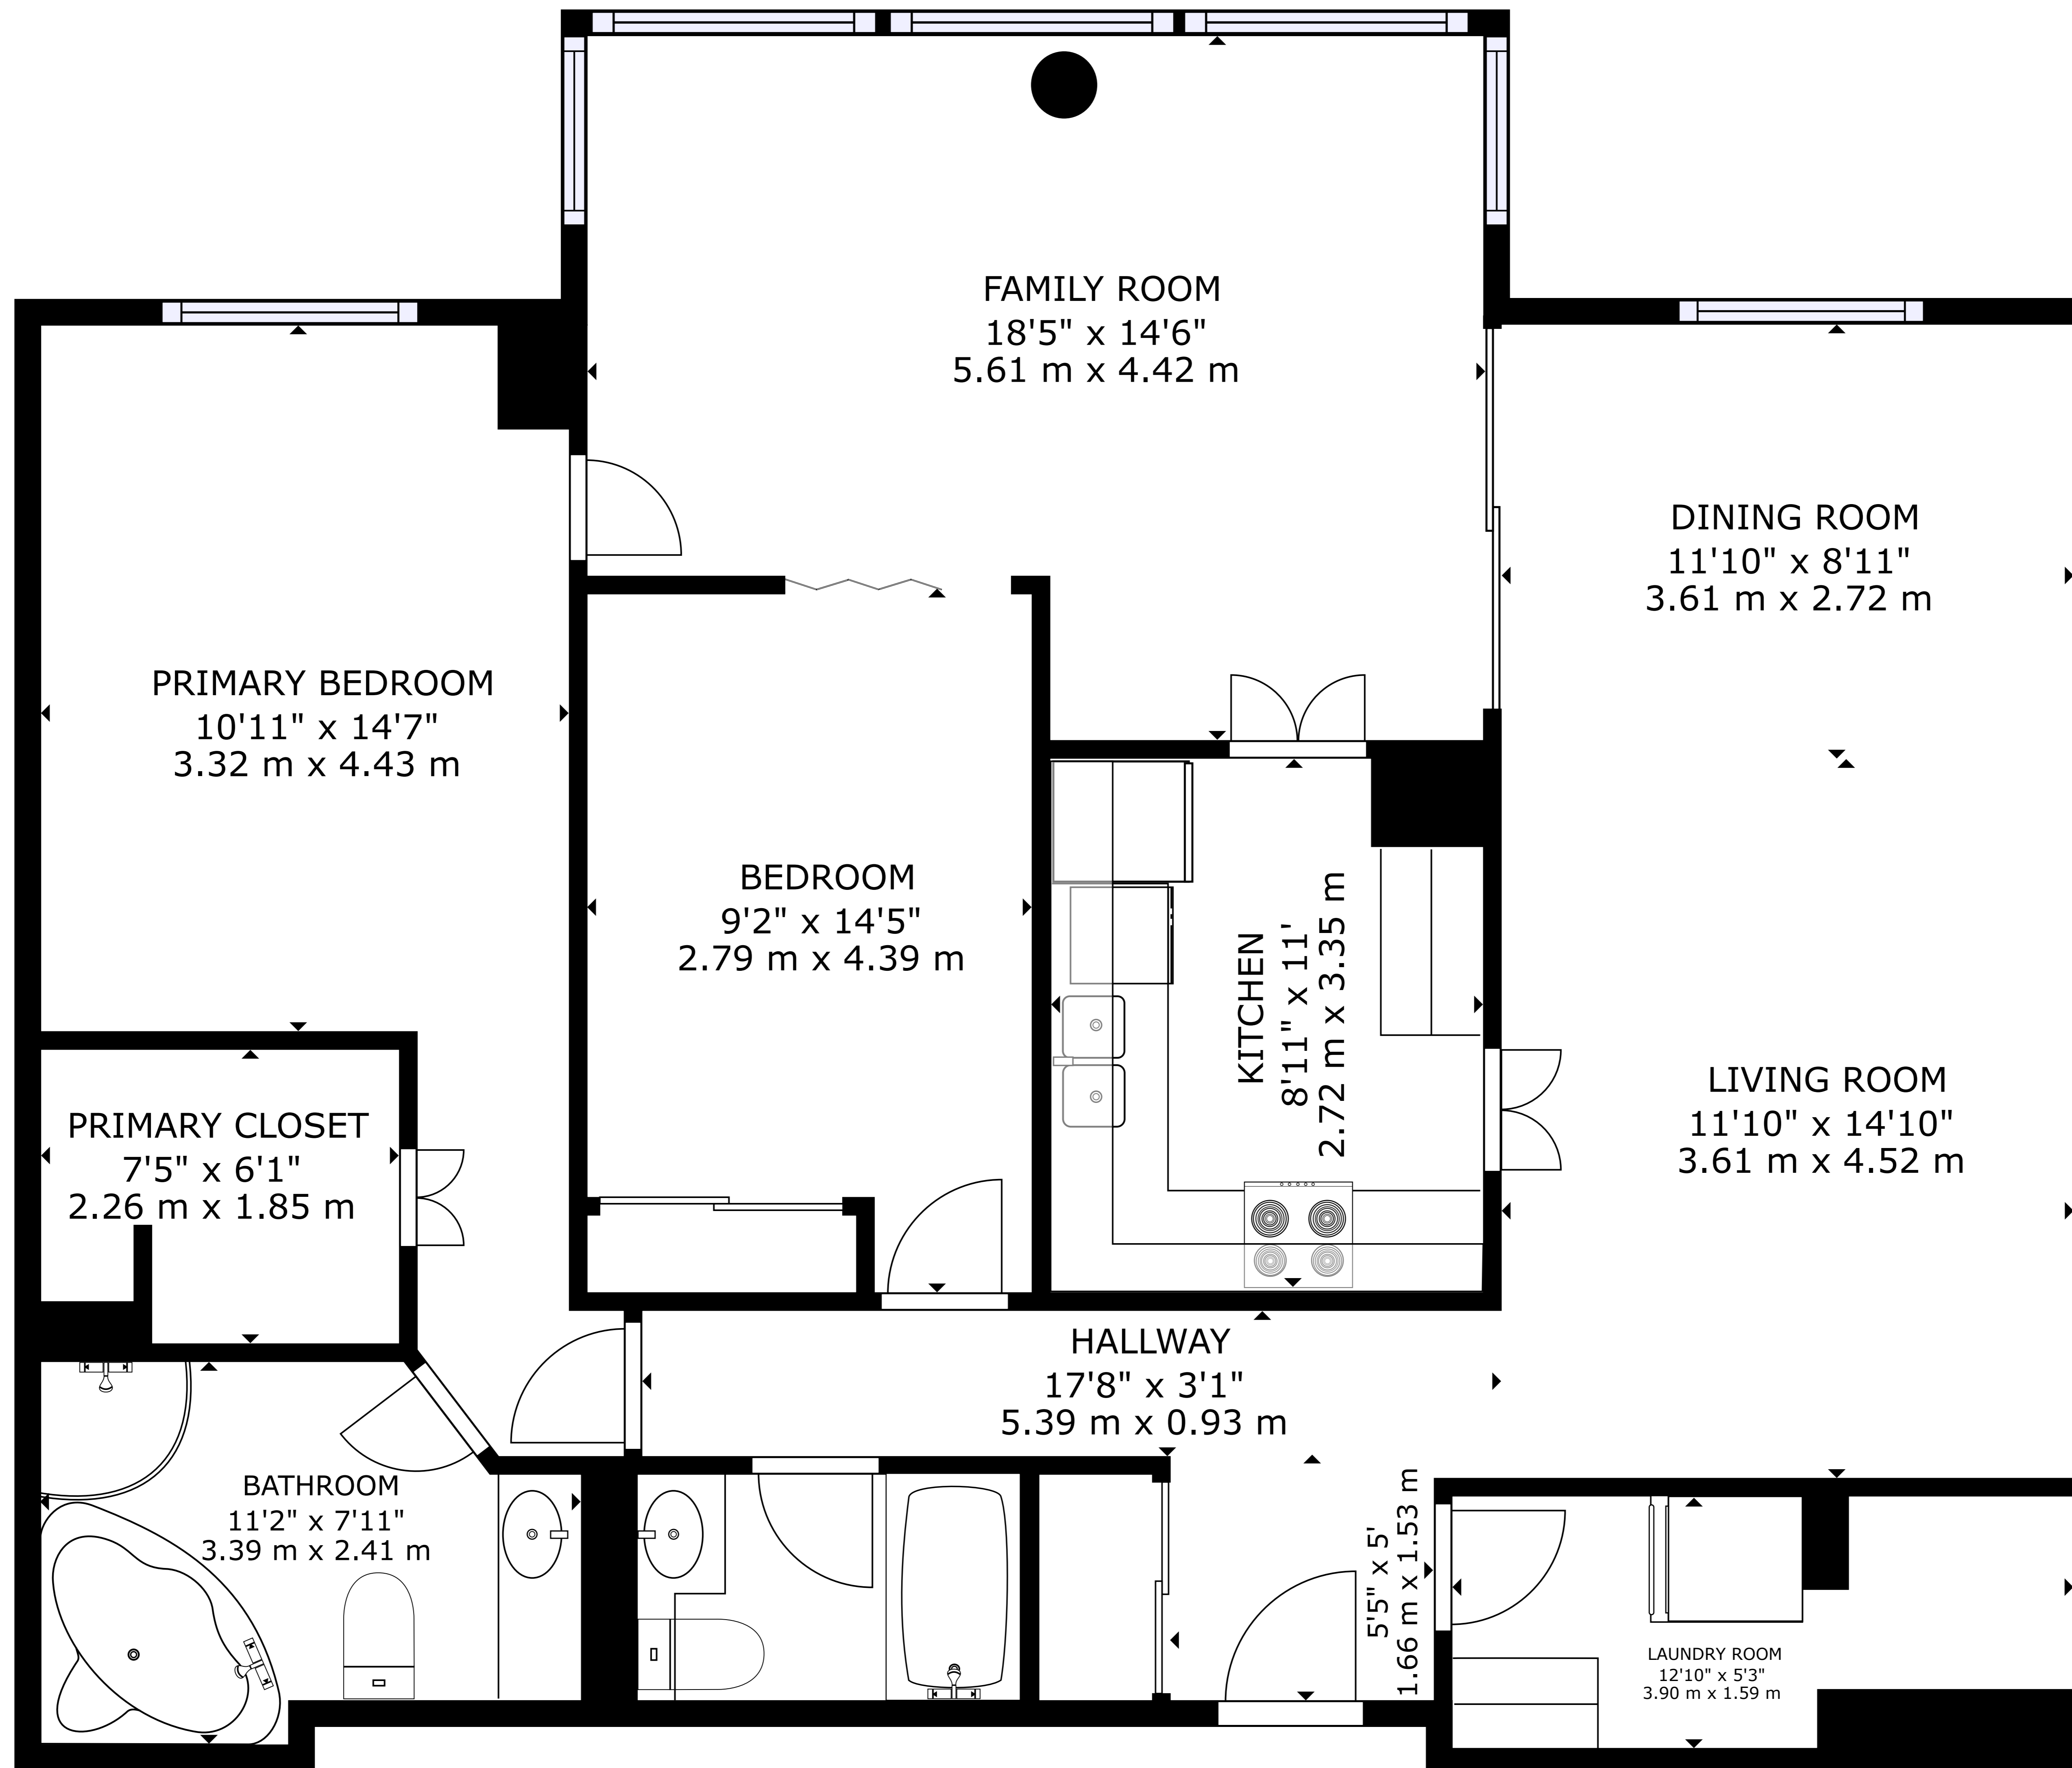 FAMILY ROOM
18'5" x 14'6"
5.61 m x 4.42 m
DINING ROOM
11'10" x 8'11"
3.61 m x 2.72 m
PRIMARY BEDROOM
10'11" x 14'7"
3.32 m x 4.43 m
BEDROOM
9'2" x 14'5"
2.79 m x 4.39 m
KITCHEN
8'11" x 11'
2.72 m x 3.35 m
LIVING ROOM
11'10" x 14'10"
3.61 m x 4.52 m
PRIMARY CLOSET
7'5" x 6'1"
2.26 m x 1.85 m
HALLWAY
17'8" x 3'1"
5.39 m x 0.93 m
BATHROOM
11'2" x 7'11"
3.39 m x 2.41 m
5'5" x 5'
1.66 m x 1.53 m
LAUNDRY ROOM
12'10" x 5'3"
3.90 m x 1.59 m